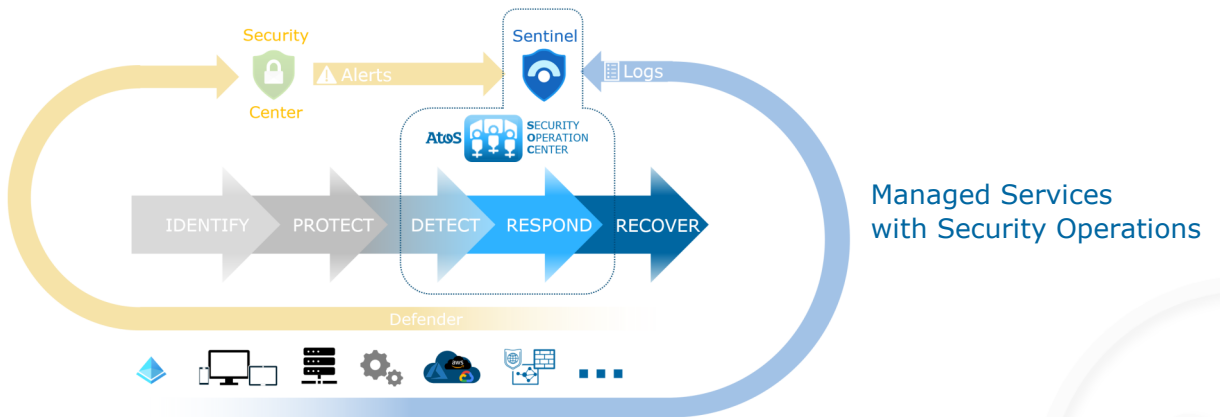 Security
Center
Alerts
Sentinel
Logs
Atos
SECURITY
OPERATION
CENTER
IDENTIFY
PROTECT
DETECT
RESPOND
RECOVER
Managed Services
with Security Operations
Defender
aws